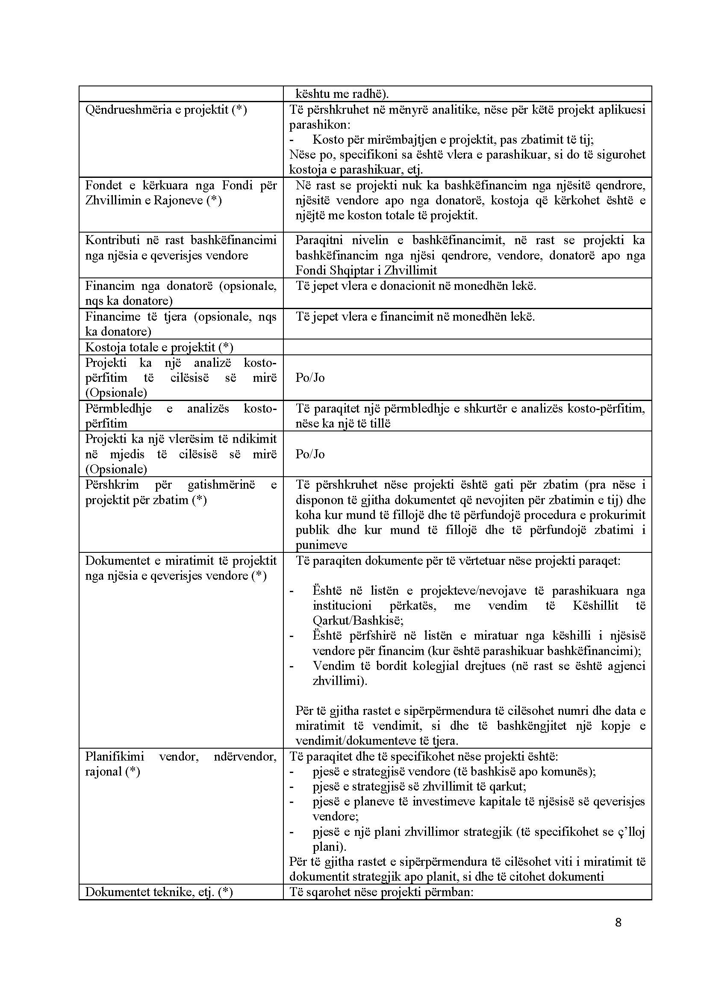 kështu me radhë).
Qëndrueshmëria e projektit (*)
Të përshkruhet në mënyrë analitike, nëse për këtë projekt aplikuesi
parashikon:
- Kosto për mirëmbajtjen e projektit, pas zbatimit të tij;
Nëse po, specifikoni sa është vlera e parashikuar, si do të sigurohet
kostoja e parashikuar, etj.
Fondet e kërkuara nga Fondi për
Zhvillimin e Rajoneve (*)
Në rast se projekti nuk ka bashkëfinancim nga njësitë qendrore,
njësitë vendore apo nga donatorë, kostoja që kërkohet është e
njëjtë me koston totale të projektit.
Kontributi në rast bashkëfinancimi
nga njësia e qeverisjes vendore
Paraqitni nivelin e bashkëfinancimit, në rast se projekti ka
bashkëfinancim nga njësi qendrore, vendore, donatorë apo nga
Fondi Shqiptar i Zhvillimit
Financim nga donatorë (opsionale,
nqs ka donatore)
Të jepet vlera e donacionit në monedhën lekë.
Financime të tjera (opsionale, nqs
ka donatore)
Të jepet vlera e financimit në monedhën lekë.
Kostoja totale e projektit (*)
Projekti ka një analizë kosto-
përfitim të cilësisë së mirë
(Opsionale)
Po/Jo
Përmbledhje e analizës kosto-
përfitim
Të paraqitet një përmbledhje e shkurtër e analizës kosto-përfitim,
nëse ka një të tillë
Projekti ka një vlerësim të ndikimit
në mjedis të cilësisë së mirë
(Opsionale)
Po/Jo
Përshkrim për gatishmërinë e
projektit për zbatim (*)
Të përshkruhet nëse projekti është gati për zbatim (pra nëse i
disponon të gjitha dokumentet që nevojiten për zbatimin e tij) dhe
koha kur mund të fillojë dhe të përfundojë procedura e prokurimit
publik dhe kur mund të fillojë dhe të përfundojë zbatimi i
punimeve
Dokumentet e miratimit të projektit
nga njësia e qeverisjes vendore (*)
Të paraqiten dokumente për të vërtetuar nëse projekti paraqet:
- Është në listën e projekteve/nevojave të parashikuara nga
institucioni përkatës, me vendim të Këshillit të
Qarkut/Bashkisë;
- Është përfshirë në listën e miratuar nga këshilli i njësisë
vendore për financim (kur është parashikuar bashkëfinancimi);
- Vendim të bordit kolegjial drejtues (në rast se është agjenci
zhvillimi).
Për të gjitha rastet e sipërpërmendura të cilësohet numri dhe data e
miratimit të vendimit, si dhe të bashkëngjitet një kopje e
vendimit/dokumenteve të tjera.
Planifikimi vendor, ndërvendor,
rajonal (*)
Të paraqitet dhe të specifikohet nëse projekti është:
- pjesë e strategjisë vendore (të bashkisë apo komunës);
- pjesë e strategjisë së zhvillimit të qarkut;
- pjesë e planeve të investimeve kapitale të njësisë së qeverisjes
vendore;
- pjesë e një plani zhvillimor strategjik (të specifikohet se ç’lloj
plani).
Për të gjitha rastet e sipërpërmendura të cilësohet viti i miratimit të
dokumentit strategjik apo planit, si dhe të citohet dokumenti
Dokumentet teknike, etj. (*)
Të sqarohet nëse projekti përmban:
8